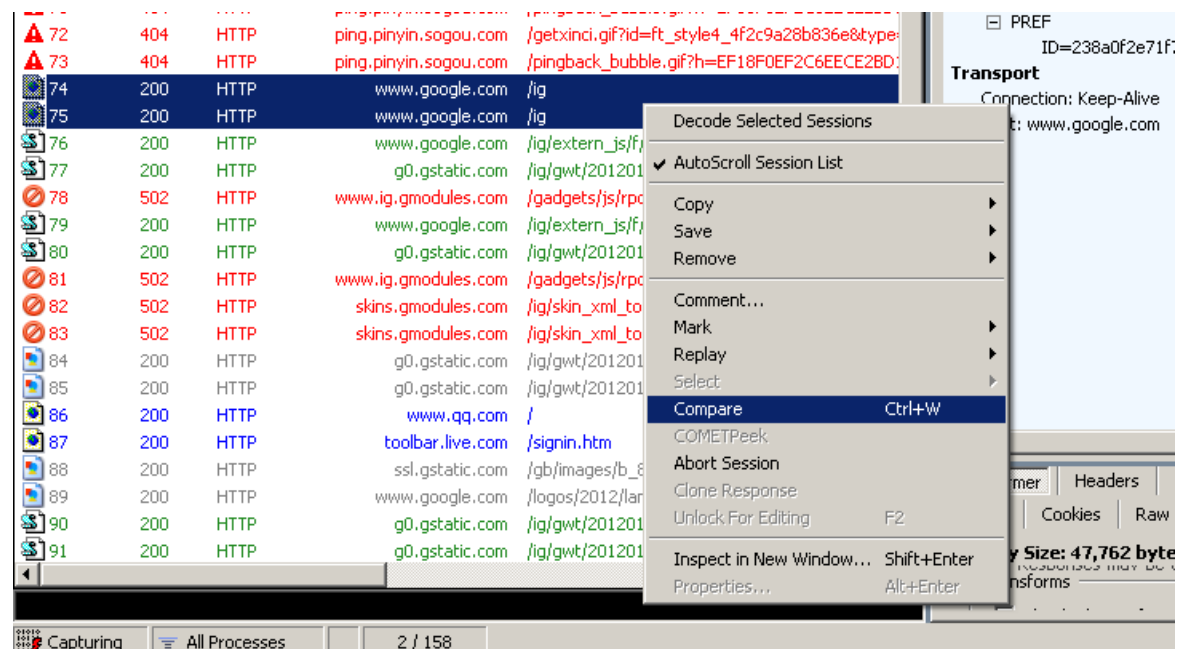 72 404 HTTP ping.pinyin.sogou.com /getxinci.gif?id=ft_style4_4f2c9a28b836e&type
73 404 HTTP ping.pinyin.sogou.com /pingback_bubble.gif?h=EF18F0EF2C6EECE2BD
74 200 HTTP www.google.com /ig
75 200 HTTP www.google.com /ig
76 200 HTTP www.google.com /ig/extern_js/f/
77 200 HTTP g0.gstatic.com /ig/gwt/201201
78 502 HTTP www.ig.gmodules.com /gadgets/js/rpc
79 200 HTTP www.google.com /ig/extern_js/f/
80 200 HTTP g0.gstatic.com /ig/gwt/201201
81 502 HTTP www.ig.gmodules.com /gadgets/js/rpc
82 502 HTTP skins.gmodules.com /ig/skin_xml_to
83 502 HTTP skins.gmodules.com /ig/skin_xml_to
84 200 HTTP g0.gstatic.com /ig/gwt/201201
85 200 HTTP g0.gstatic.com /ig/gwt/201201
86 200 HTTP www.qq.com /
87 200 HTTP toolbar.live.com /signin.htm
88 200 HTTP ssl.gstatic.com /gb/images/b_8
89 200 HTTP www.google.com /logos/2012/lan
90 200 HTTP g0.gstatic.com /ig/gwt/201201
91 200 HTTP g0.gstatic.com /ig/gwt/201201
Decode Selected Sessions
AutoScroll Session List
Copy
Save
Remove
Comment...
Mark
Replay
Select
Compare Ctrl+W
COMETPeek
Abort Session
Clone Response
Unlock For Editing F2
Inspect in New Window... Shift+Enter
Properties... Alt+Enter
PREF
ID=238a0f2e71f7
Transport
Connection: Keep-Alive
t: www.google.com
mer Headers
Cookies Raw
y Size: 47,762 byte
nsforms
Capturing All Processes 2 / 158